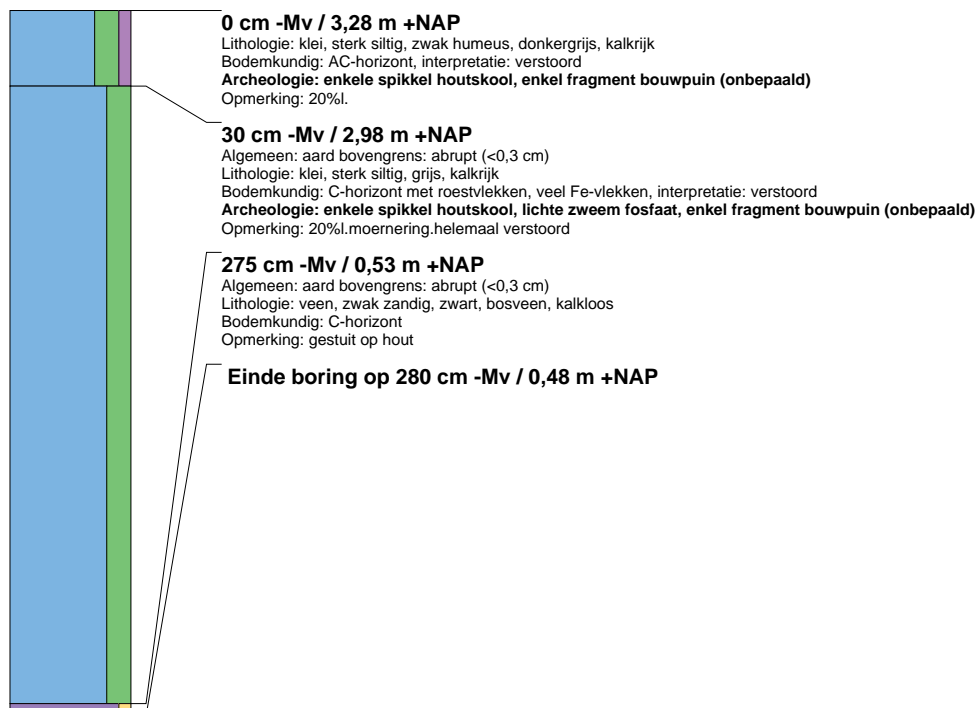 0 cm -Mv / 3,28 m +NAP
Lithologie: klei, sterk siltig, zwak humeus, donkergrijs, kalkrijk
Bodemkundig: AC-horizont, interpretatie: verstoord
Archeologie: enkele spikkel houtskool, enkel fragment bouwpuin (onbepaald)
Opmerking: 20%l.
30 cm -Mv / 2,98 m +NAP
Algemeen: aard bovengrens: abrupt (<0,3 cm)
Lithologie: klei, sterk siltig, grijs, kalkrijk
Bodemkundig: C-horizont met roestvlekken, veel Fe-vlekken, interpretatie: verstoord
Archeologie: enkele spikkel houtskool, lichte zweem fosfaat, enkel fragment bouwpuin (onbepaald)
Opmerking: 20%l.moernering.helemaal verstoord
275 cm -Mv / 0,53 m +NAP
Algemeen: aard bovengrens: abrupt (<0,3 cm)
Lithologie: veen, zwak zandig, zwart, bosveen, kalkloos
Bodemkundig: C-horizont
Opmerking: gestuit op hout
Einde boring op 280 cm -Mv / 0,48 m +NAP